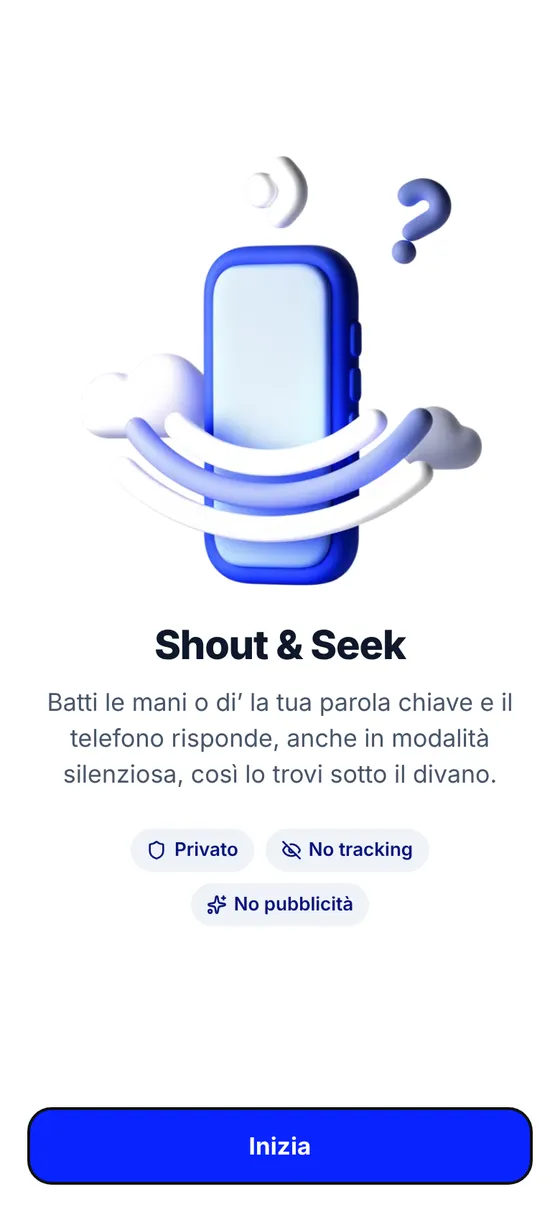 ?
Shout & Seek
Batti le mani o di’ la tua parola chiave e il
telefono risponde, anche in modalità
silenziosa, così lo trovi sotto il divano.
Privato
No tracking
No pubblicità
Inizia